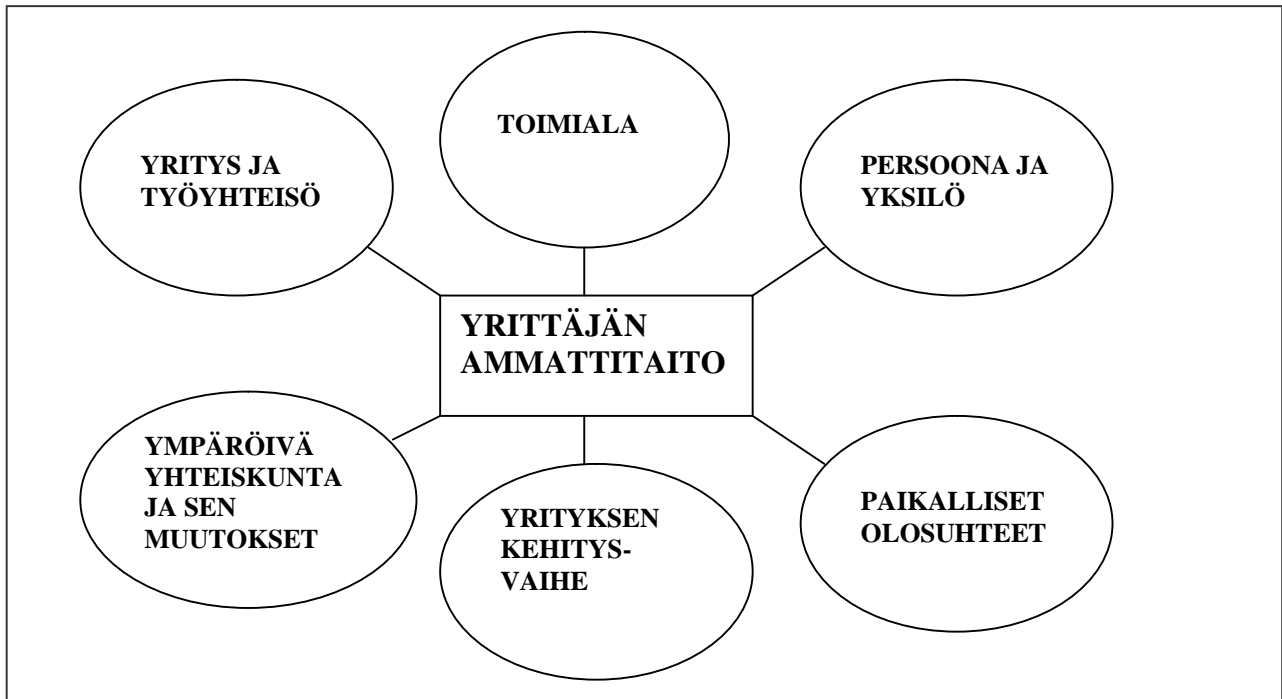 YRITYS JA
TYÖYHTEISÖ
TOIMIALA
PERSOONA JA
YKSILÖ
YRITTÄJÄN
AMMATTITAITO
YMPÄRÖIVÄ
YHTEISKUNTA
JA SEN
MUUTOKSET
YRITYKSEN
KEHITYS-
VAIHE
PAIKALLISET
OLOSUHTEET